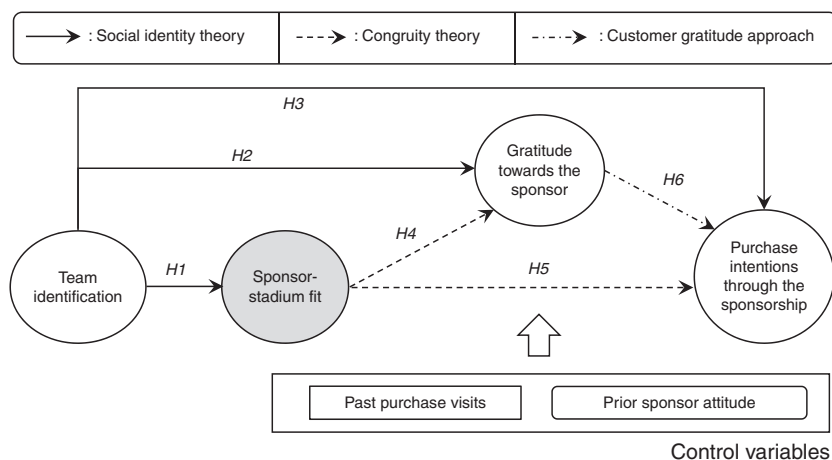 : Social identity theory
: Congruity theory
: Customer gratitude approach
H3
H2
Gratitude
towards the
sponsor
H6
H4
Team
identification
H1
Sponsor-
stadium fit
H5
Purchase
intentions
through the
sponsorship
Past purchase visits
Prior sponsor attitude
Control variables